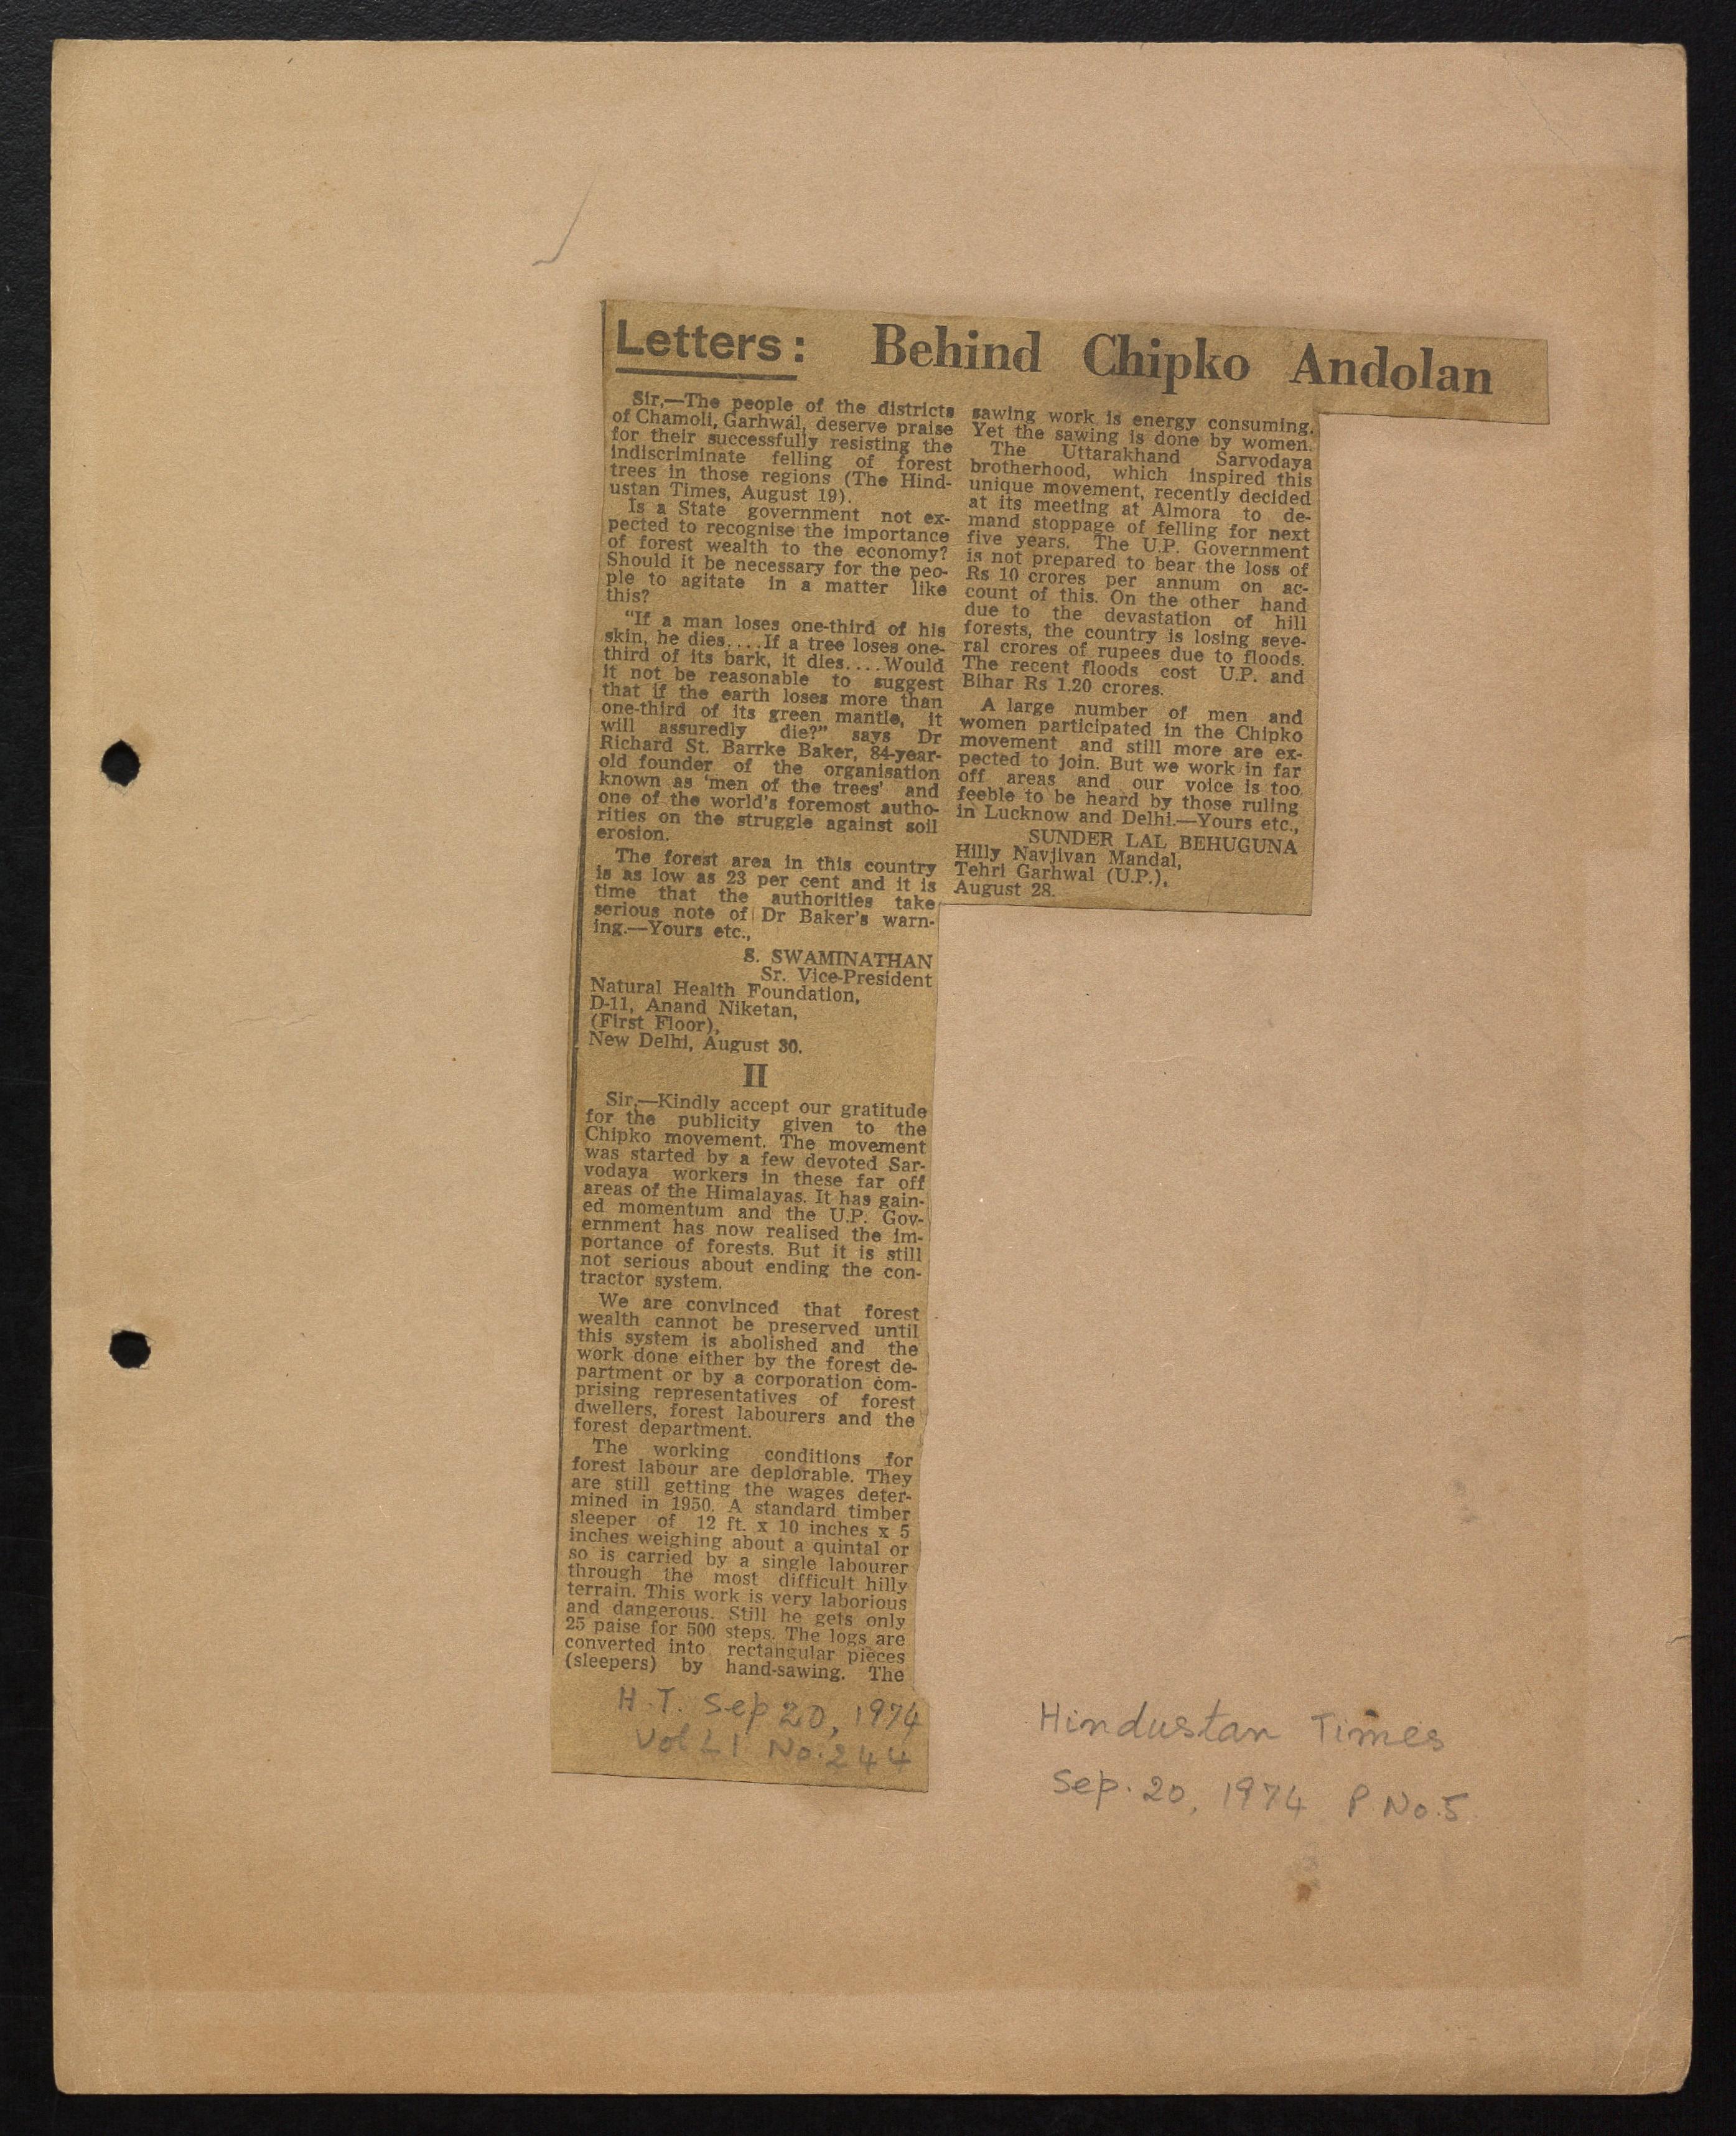 Letters: Behind Chipko Andolan
Sir,—The people of the districts
of Chamoli, Garhwal, deserve praise
for their successfully resisting the
indiscriminate felling of forest
trees in those regions (The Hind-
ustan Times, August 19).
Is a State government not ex-
pected to recognise the importance
of forest wealth to the economy?
Should it be necessary for the peo-
ple to agitate in a matter like
this?
"If a man loses one-third of his
skin, he dies....If a tree loses one-
third of its bark, it dies....Would
it not be reasonable to suggest
that if the earth loses more than
one-third of its green mantle, it
will assuredly die?" says Dr
Richard St. Barrke Baker, 84-year-
old founder of the organisation
known as 'men of the trees' and
one of the world's foremost autho-
rities on the struggle against soil
erosion.
The forest area in this country
is as low as 23 per cent and it is
time that the authorities take
serious note of Dr Baker's warn-
ing.—Yours etc.,
S. SWAMINATHAN
Sr. Vice-President
Natural Health Foundation,
D-11, Anand Niketan,
(First Floor),
New Delhi, August 30.
II
Sir,—Kindly accept our gratitude
for the publicity given to the
Chipko movement. The movement
was started by a few devoted Sar-
vodaya workers in these far off
areas of the Himalayas. It has gain-
ed momentum and the U.P. Gov-
ernment has now realised the im-
portance of forests. But it is still
not serious about ending the con-
tractor system.
We are convinced that forest
wealth cannot be preserved until
this system is abolished and the
work done either by the forest de-
partment or by a corporation com-
prising representatives of forest
dwellers, forest labourers and the
forest department.
The working conditions for
forest labour are deplorable. They
are still getting the wages deter-
mined in 1950. A standard timber
sleeper of 12 ft. x 10 inches x 5
inches weighing about a quintal or
so is carried by a single labourer
through the most difficult hilly
terrain. This work is very laborious
and dangerous. Still he gets only
25 paise for 500 steps. The logs are
converted into rectangular pieces
(sleepers) by hand-sawing. The
sawing work is energy consuming.
Yet the sawing is done by women.
The Uttarakhand Sarvodaya
brotherhood, which inspired this
unique movement, recently decided
at its meeting at Almora to de-
mand stoppage of felling for next
five years. The U.P. Government
is not prepared to bear the loss of
Rs 10 crores per annum on ac-
count of this. On the other hand
due to the devastation of hill
forests, the country is losing seve-
ral crores of rupees due to floods.
The recent floods cost U.P. and
Bihar Rs 1.20 crores.
A large number of men and
women participated in the Chipko
movement and still more are ex-
pected to join. But we work in far
off areas and our voice is too
feeble to be heard by those ruling
in Lucknow and Delhi.—Yours etc.,
SUNDER LAL BEHUGUNA
Hilly Navjivan Mandal,
Tehri Garhwal (U.P.),
August 28.
H.T. Sep 20, 1974
Vol LI No. 244
Hindustan Times
Sep. 20, 1974 P.No.5